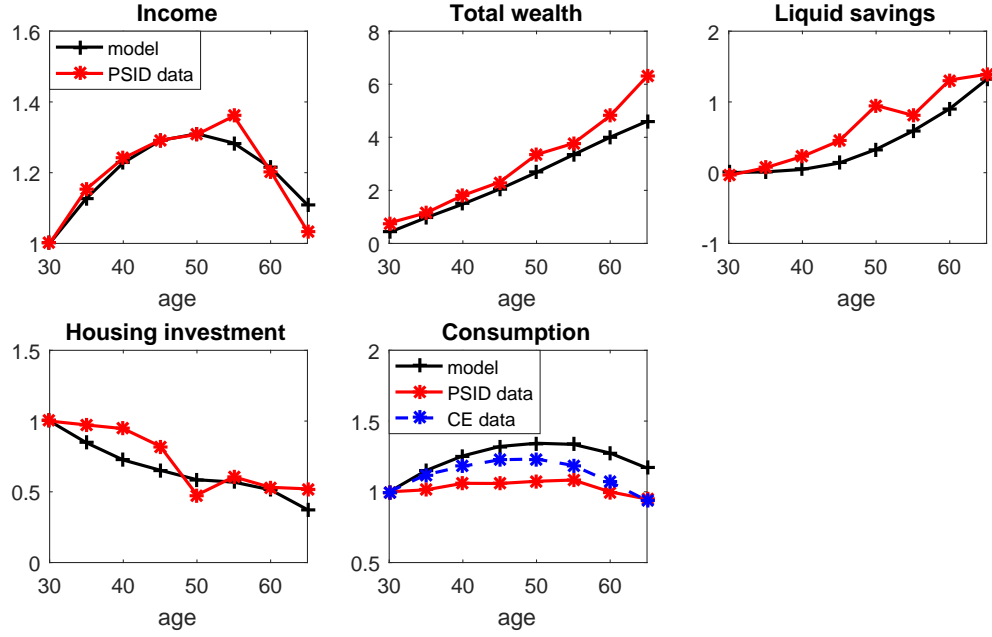 Income
1.6
1.4
1.2
1
30
40
50
60
age
model
PSID data
Total wealth
8
6
4
2
0
30
40
50
60
age
Liquid savings
2
1
0
-1
30
40
50
60
age
Housing investment
1.5
1
0.5
0
30
40
50
60
age
Consumption
2
1.5
1
0.5
30
40
50
60
age
model
PSID data
CE data